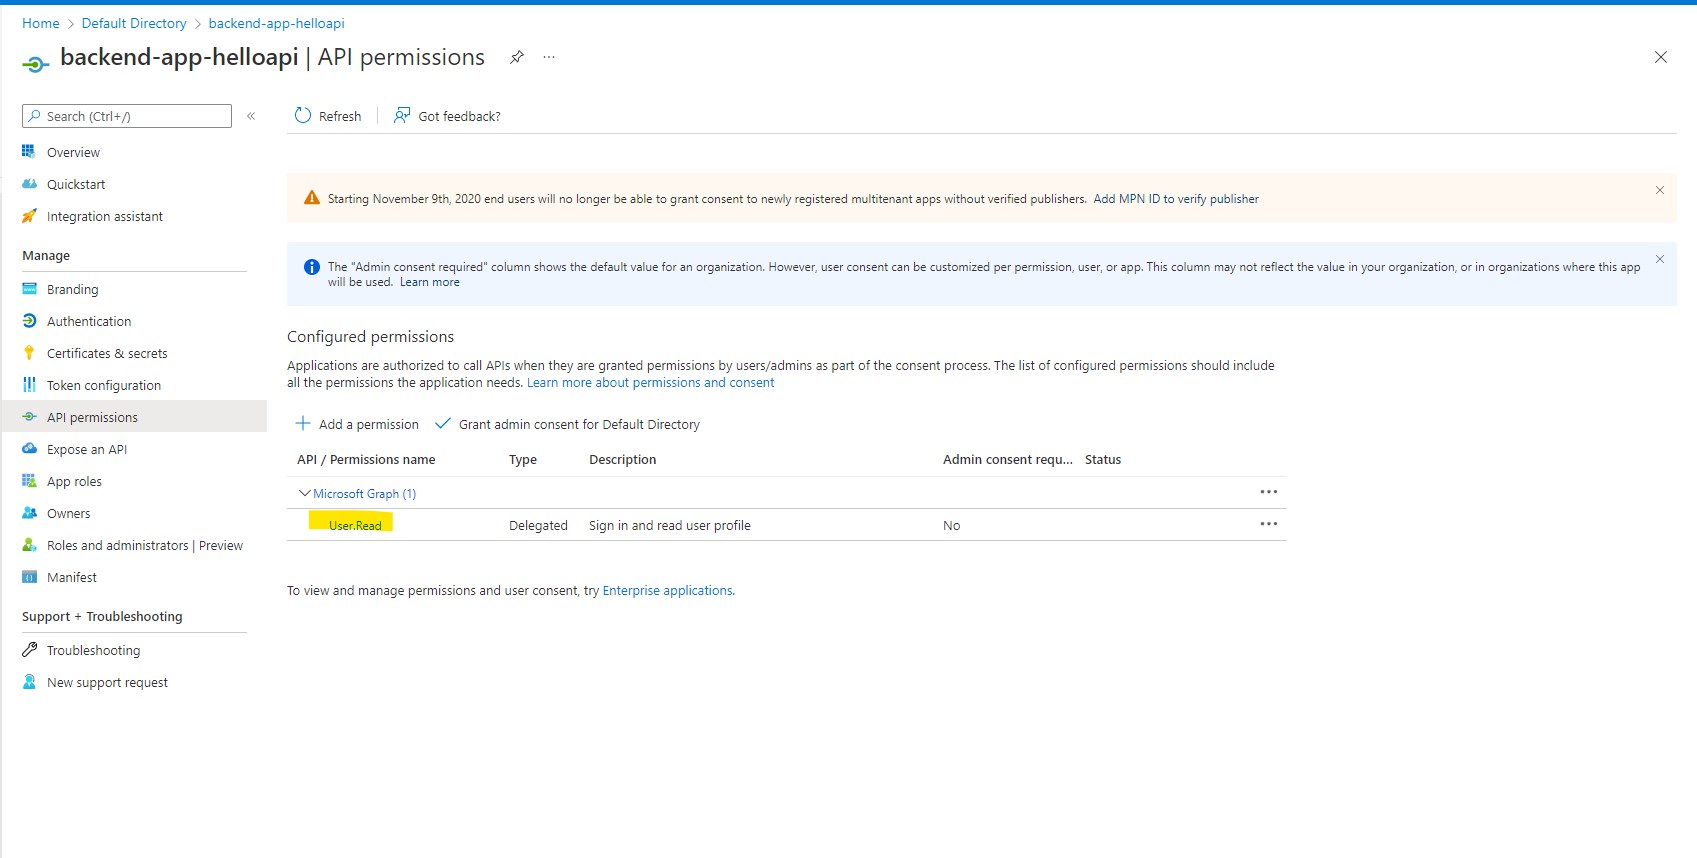 Home > Default Directory > backend-app-helloapi
backend-app-helloapi | API permissions
Search (Ctrl+/)
«
Refresh
Got feedback?
Overview
Quickstart
Integration assistant
Manage
Branding
Authentication
Certificates & secrets
Token configuration
API permissions
Expose an API
App roles
Owners
Roles and administrators | Preview
Manifest
Support + Troubleshooting
Troubleshooting
New support request
Starting November 9th, 2020 end users will no longer be able to grant consent to newly registered multitenant apps without verified publishers. Add MPN ID to verify publisher
The "Admin consent required" column shows the default value for an organization. However, user consent can be customized per permission, user, or app. This column may not reflect the value in your organization, or in organizations where this app
will be used. Learn more
Configured permissions
Applications are authorized to call APIs when they are granted permissions by users/admins as part of the consent process. The list of configured permissions should include
all the permissions the application needs. Learn more about permissions and consent
Add a permission
Grant admin consent for Default Directory
API / Permissions name Type Description Admin consent requ... Status
Microsoft Graph (1)
User.Read Delegated Sign in and read user profile No
To view and manage permissions and user consent, try Enterprise applications.